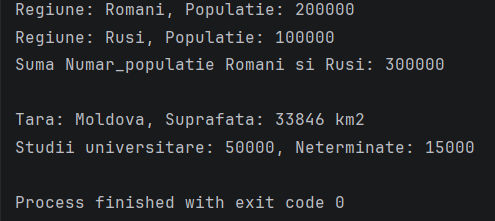 Regiune: Romani, Populatie: 200000
Regiune: Rusi, Populatie: 100000
Suma Numar_populatie Romani si Rusi: 300000
Tara: Moldova, Suprafata: 33846 km2
Studii universitare: 50000, Neterminate: 15000
Process finished with exit code 0